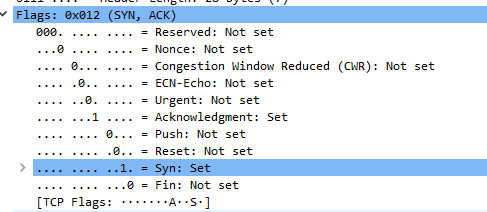 Flags: 0x012 (SYN, ACK)
000. .... .... = Reserved: Not set
...0 .... .... = Nonce: Not set
.... 0... .... = Congestion Window Reduced (CWR): Not set
.... .0.. .... = ECN-Echo: Not set
.... ..0. .... = Urgent: Not set
.... ...1 .... = Acknowledgment: Set
.... .... 0... = Push: Not set
.... .... .0.. = Reset: Not set
.... .... ..1. = Syn: Set
.... .... ...0 = Fin: Not set
[TCP Flags: ·······A··S·]